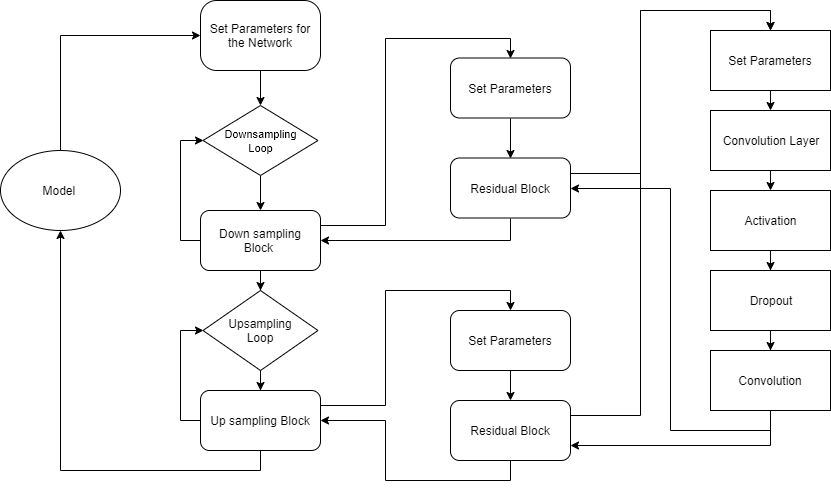 Set Parameters for
the Network
Downsampling
Loop
Down sampling
Block
Upsampling
Loop
Up sampling Block
Model
Set Parameters
Residual Block
Set Parameters
Residual Block
Set Parameters
Convolution Layer
Activation
Dropout
Convolution